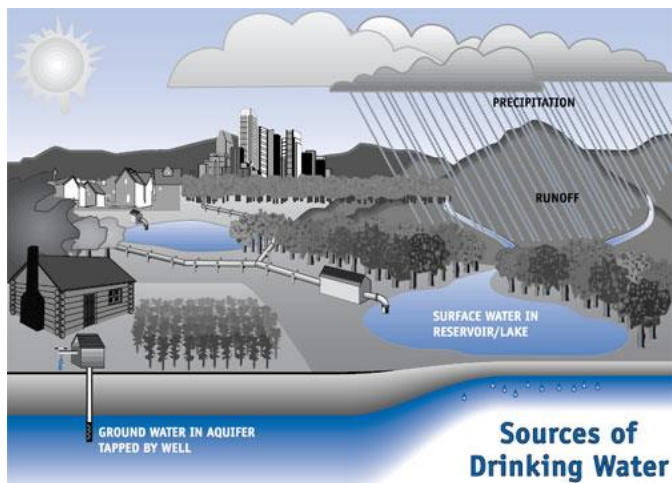 PRECIPITATION
RUNOFF
SURFACE WATER IN
RESERVOIR/LAKE
GROUND WATER IN AQUIFER
TAPPED BY WELL
Sources of
Drinking Water